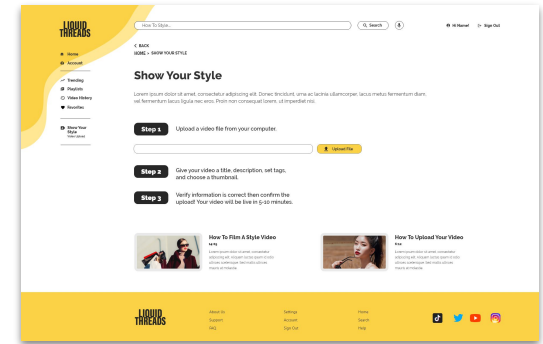 LIQUID
THREADS
How To Style...
Search
Hi Name!
Sign Out
Home
Account
Trending
Playlists
Video History
Favorites
Show Your
Style
< BACK
HOME > SHOW YOUR STYLE
Show Your Style
Lorem ipsum dolor sit amet, consectetur adipiscing elit. Donec tincidunt, urna ac lacinia ullamcorper, lacus metus fermentum diam,
vel fermentum lacus ligula nec eros. Proin non consequat lorem, ut imperdiet nisl.
Step 1
Upload a video file from your computer.
Upload File
Step 2
Give your video a title, description, set tags,
and choose a thumbnail.
Step 3
Verify information is correct then confirm the
upload! Your video will be live in 5-10 minutes.
How To Film A Style Video
How To Upload Your Video
LIQUID
THREADS
About Us
Support
FAQ
Settings
Account
Sign Out
Home
Search
Help